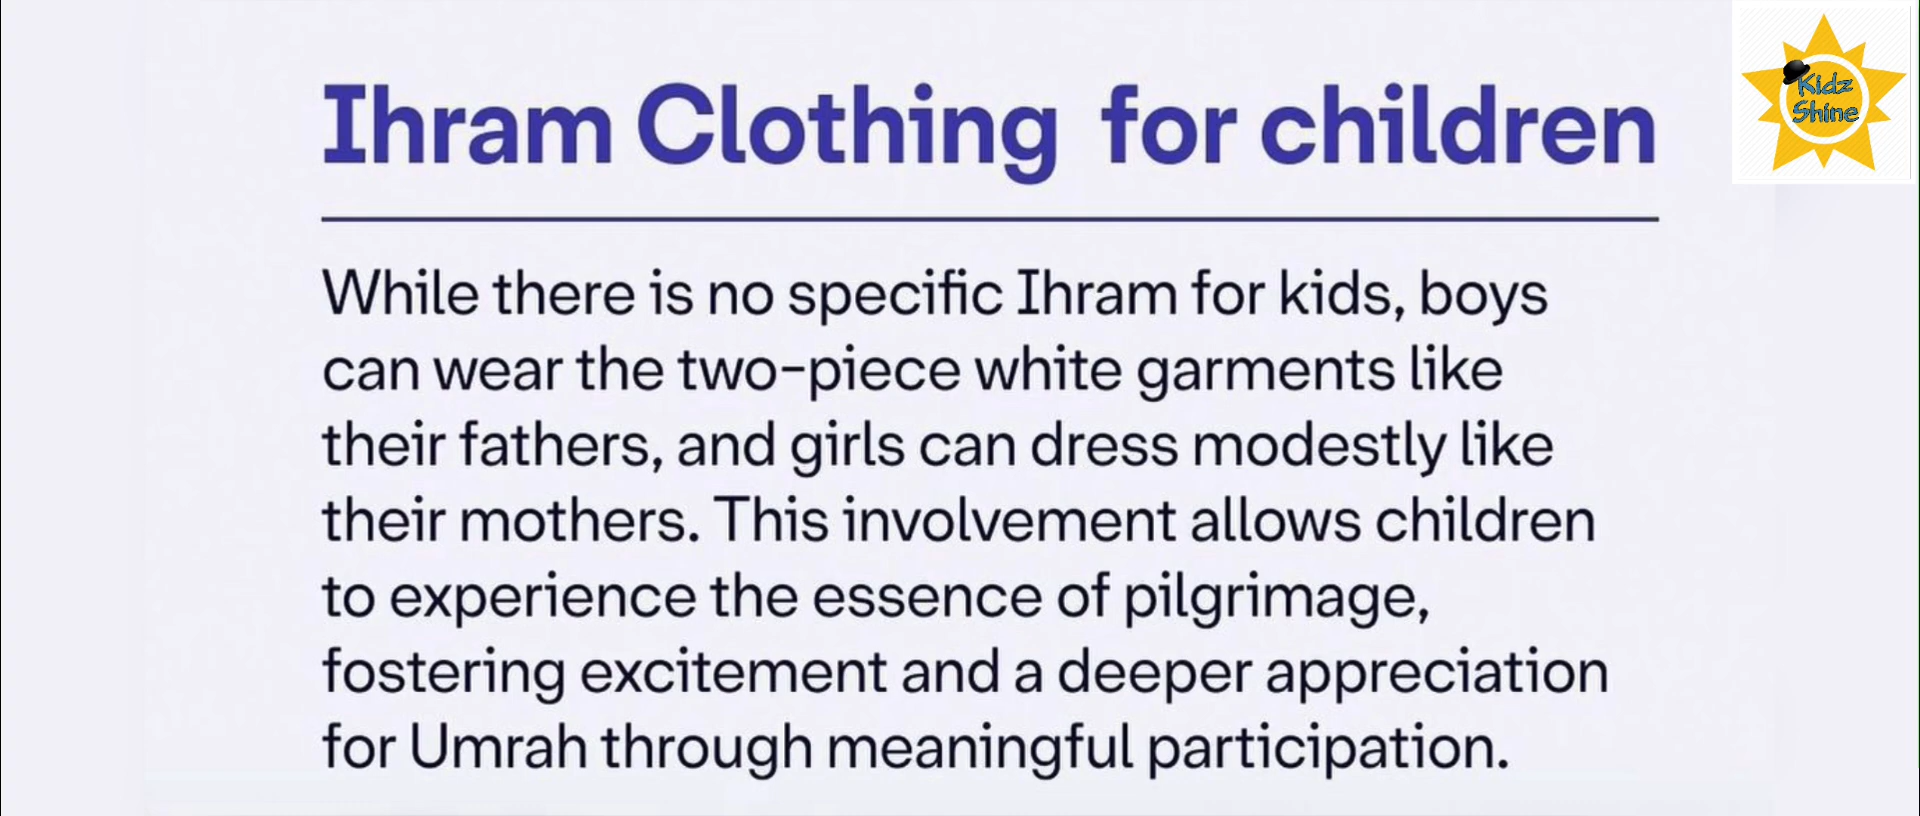 Ihram Clothing for children
Kidz
Shine
While there is no specific Ihram for kids, boys
can wear the two-piece white garments like
their fathers, and girls can dress modestly like
their mothers. This involvement allows children
to experience the essence of pilgrimage,
fostering excitement and a deeper appreciation
for Umrah through meaningful participation.